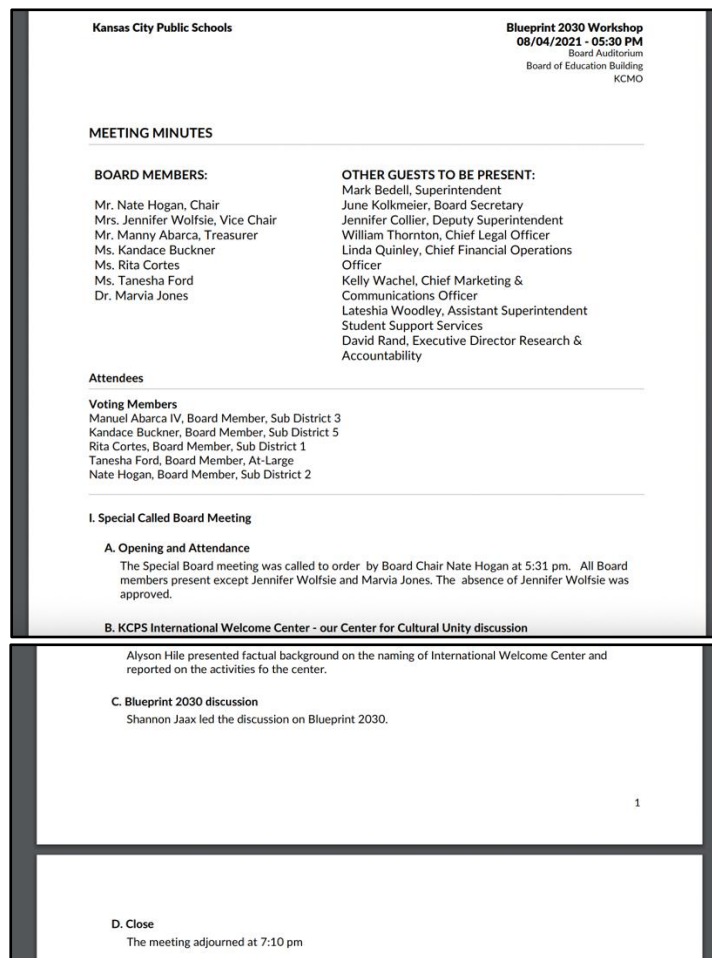 Kansas City Public Schools
Blueprint 2030 Workshop
08/04/2021 - 05:30 PM
Board Auditorium
Board of Education Building
KCMO
MEETING MINUTES
BOARD MEMBERS:
Mr. Nate Hogan, Chair
Mrs. Jennifer Wolfsie, Vice Chair
Mr. Manny Abarca, Treasurer
Ms. Kandace Buckner
Ms. Rita Cortes
Ms. Tanesha Ford
Dr. Marvia Jones
OTHER GUESTS TO BE PRESENT:
Mark Bedell, Superintendent
June Kolkmeier, Board Secretary
Jennifer Collier, Deputy Superintendent
William Thornton, Chief Legal Officer
Linda Quinley, Chief Financial Operations
Officer
Kelly Wachel, Chief Marketing &
Communications Officer
Lateshia Woodley, Assistant Superintendent
Student Support Services
David Rand, Executive Director Research &
Accountability
Attendees
Voting Members
Manuel Abarca IV, Board Member, Sub District 3
Kandace Buckner, Board Member, Sub District 5
Rita Cortes, Board Member, Sub District 1
Tanesha Ford, Board Member, At-Large
Nate Hogan, Board Member, Sub District 2
I. Special Called Board Meeting
A. Opening and Attendance
The Special Board meeting was called to order by Board Chair Nate Hogan at 5:31 pm. All Board
members present except Jennifer Wolfsie and Marvia Jones. The absence of Jennifer Wolfsie was
approved.
B. KCPS International Welcome Center - our Center for Cultural Unity discussion
Alyson Hile presented factual background on the naming of International Welcome Center and
reported on the activities fo the center.
C. Blueprint 2030 discussion
Shannon Jaax led the discussion on Blueprint 2030.
1
D. Close
The meeting adjourned at 7:10 pm